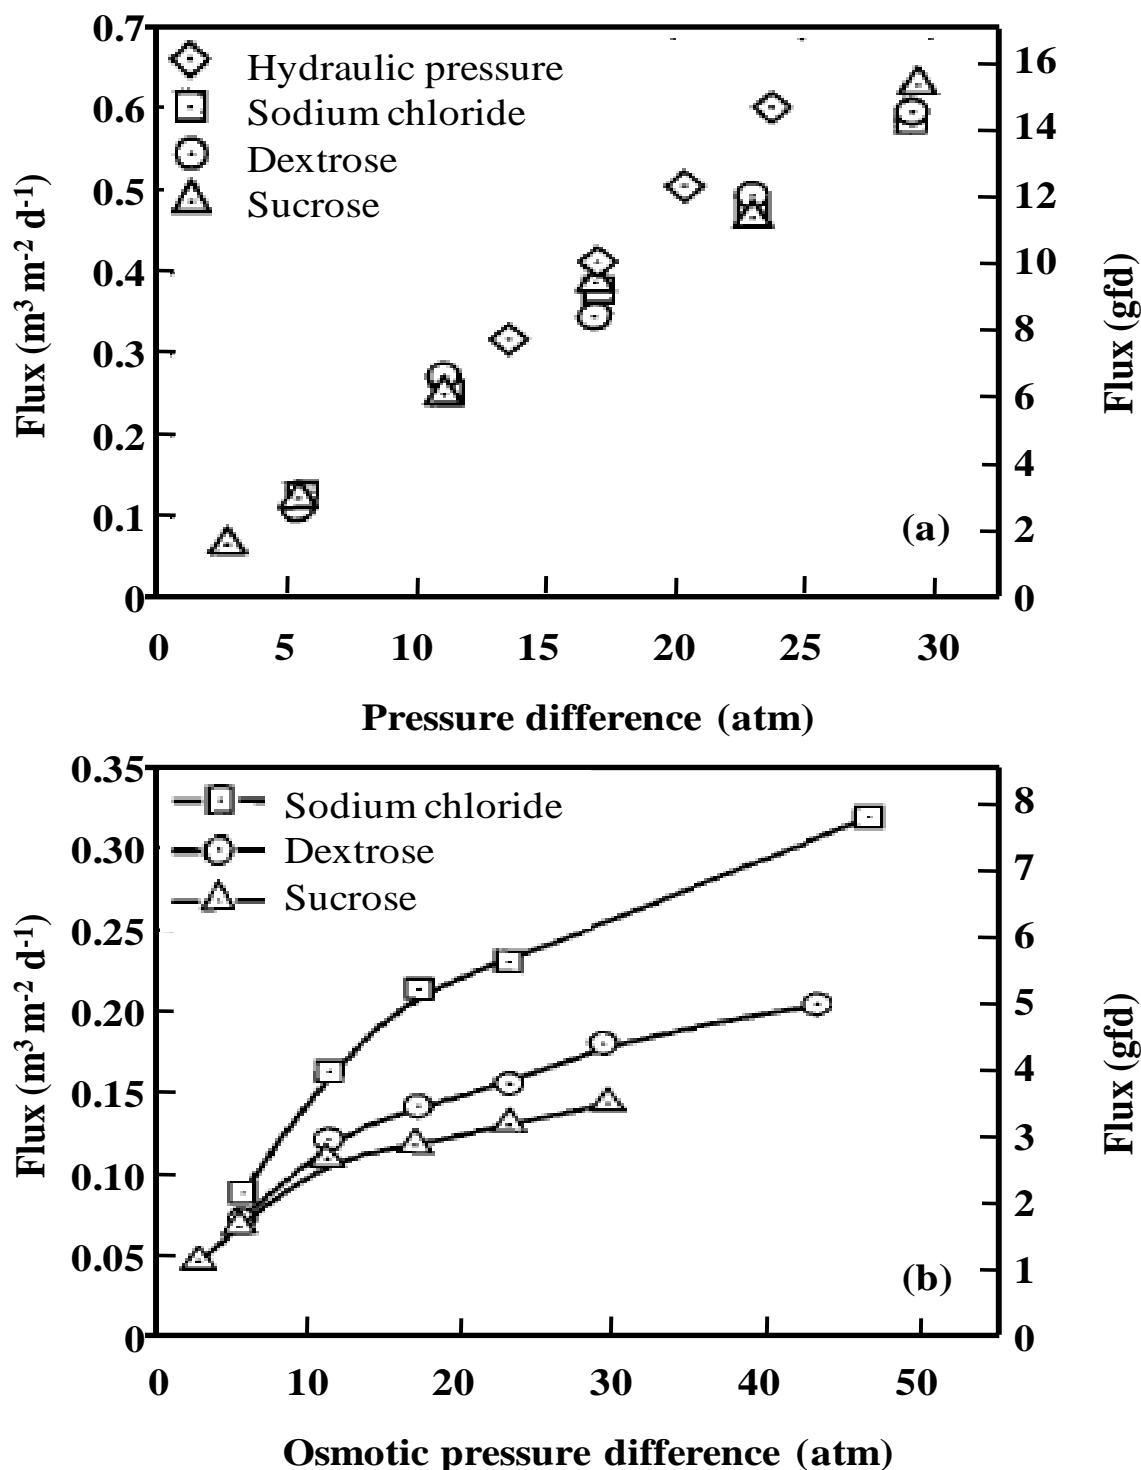 0.7
0.6
0.5
0.4
0.3
0.2
0.1
0
Flux (m³ m⁻² d⁻¹)
Hydraulic pressure
Sodium chloride
Dextrose
Sucrose
16
14
12
10
8
6
4
2
0
Flux (gfd)
(a)
0 5 10 15 20 25 30
Pressure difference (atm)
0.35
0.30
0.25
0.20
0.15
0.10
0.05
0
Flux (m³ m⁻² d⁻¹)
Sodium chloride
Dextrose
Sucrose
8
7
6
5
4
3
2
1
0
Flux (gfd)
(b)
0 10 20 30 40 50
Osmotic pressure difference (atm)